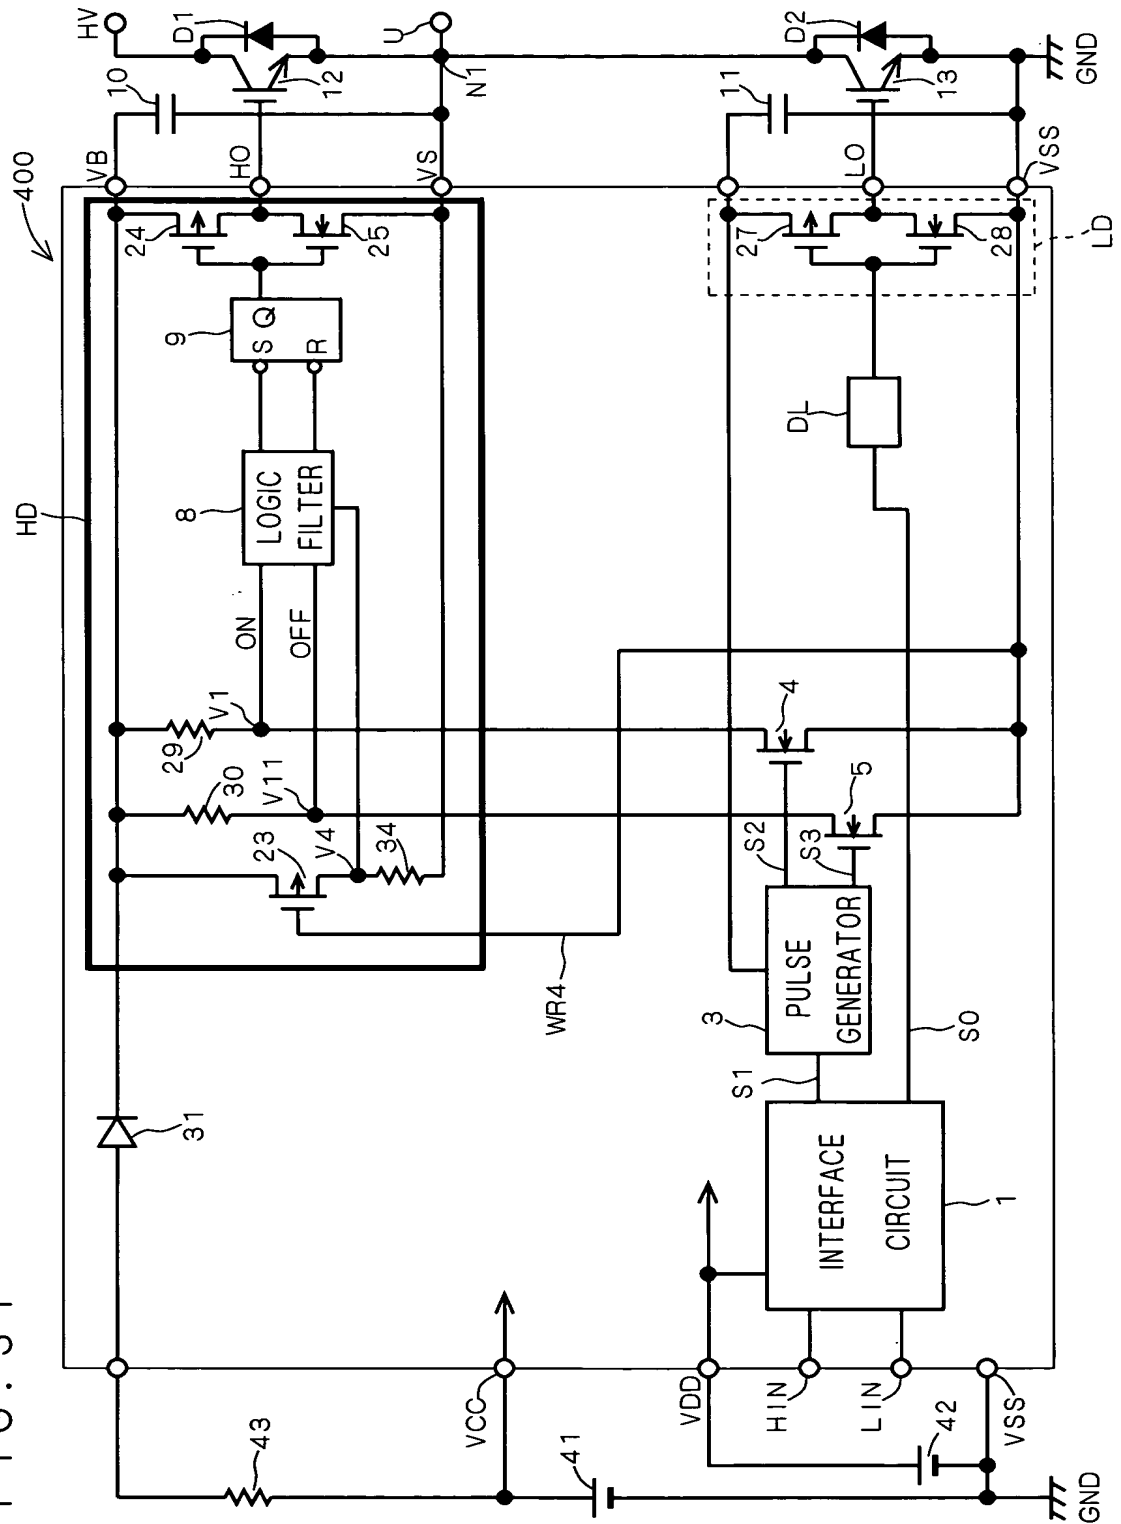 400
HV
D1
U
D2
GND
10
12
N1
11
13
VB
HO
VS
LO
VSS
24
25
27
28
LD
9
S Q
R
DL
HD
8
LOGIC
FILTER
ON
OFF
V1
29
30
V11
4
23
V4
34
5
S2
S3
WR4
3
PULSE
GENERATOR
S1
S0
31
INTERFACE
CIRCUIT
1
VCC
VDD
HIN
LIN
VSS
43
41
42
GND